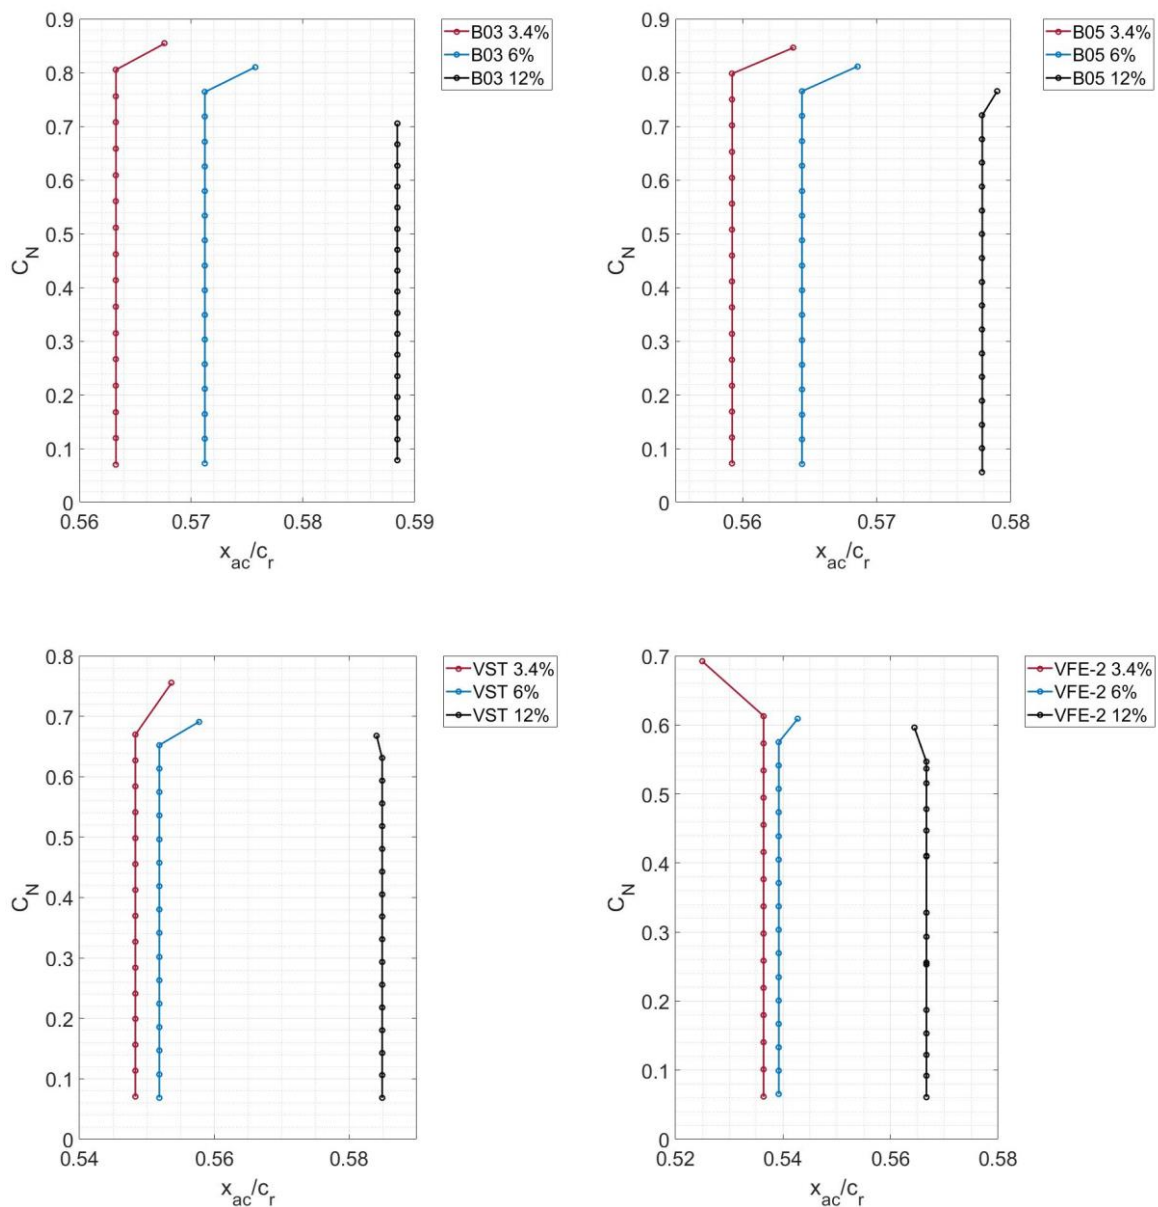 0.9
0.8
0.7
0.6
0.5
0.4
0.3
0.2
0.1
0
C_N
0.56 0.57 0.58 0.59
x_ac/c_r
B03 3.4%
B03 6%
B03 12%
0.9
0.8
0.7
0.6
0.5
0.4
0.3
0.2
0.1
0
C_N
0.56 0.57 0.58
x_ac/c_r
B05 3.4%
B05 6%
B05 12%
0.8
0.7
0.6
0.5
0.4
0.3
0.2
0.1
0
C_N
0.54 0.56 0.58
x_ac/c_r
VST 3.4%
VST 6%
VST 12%
0.7
0.6
0.5
0.4
0.3
0.2
0.1
0
C_N
0.52 0.54 0.56 0.58
x_ac/c_r
VFE-2 3.4%
VFE-2 6%
VFE-2 12%